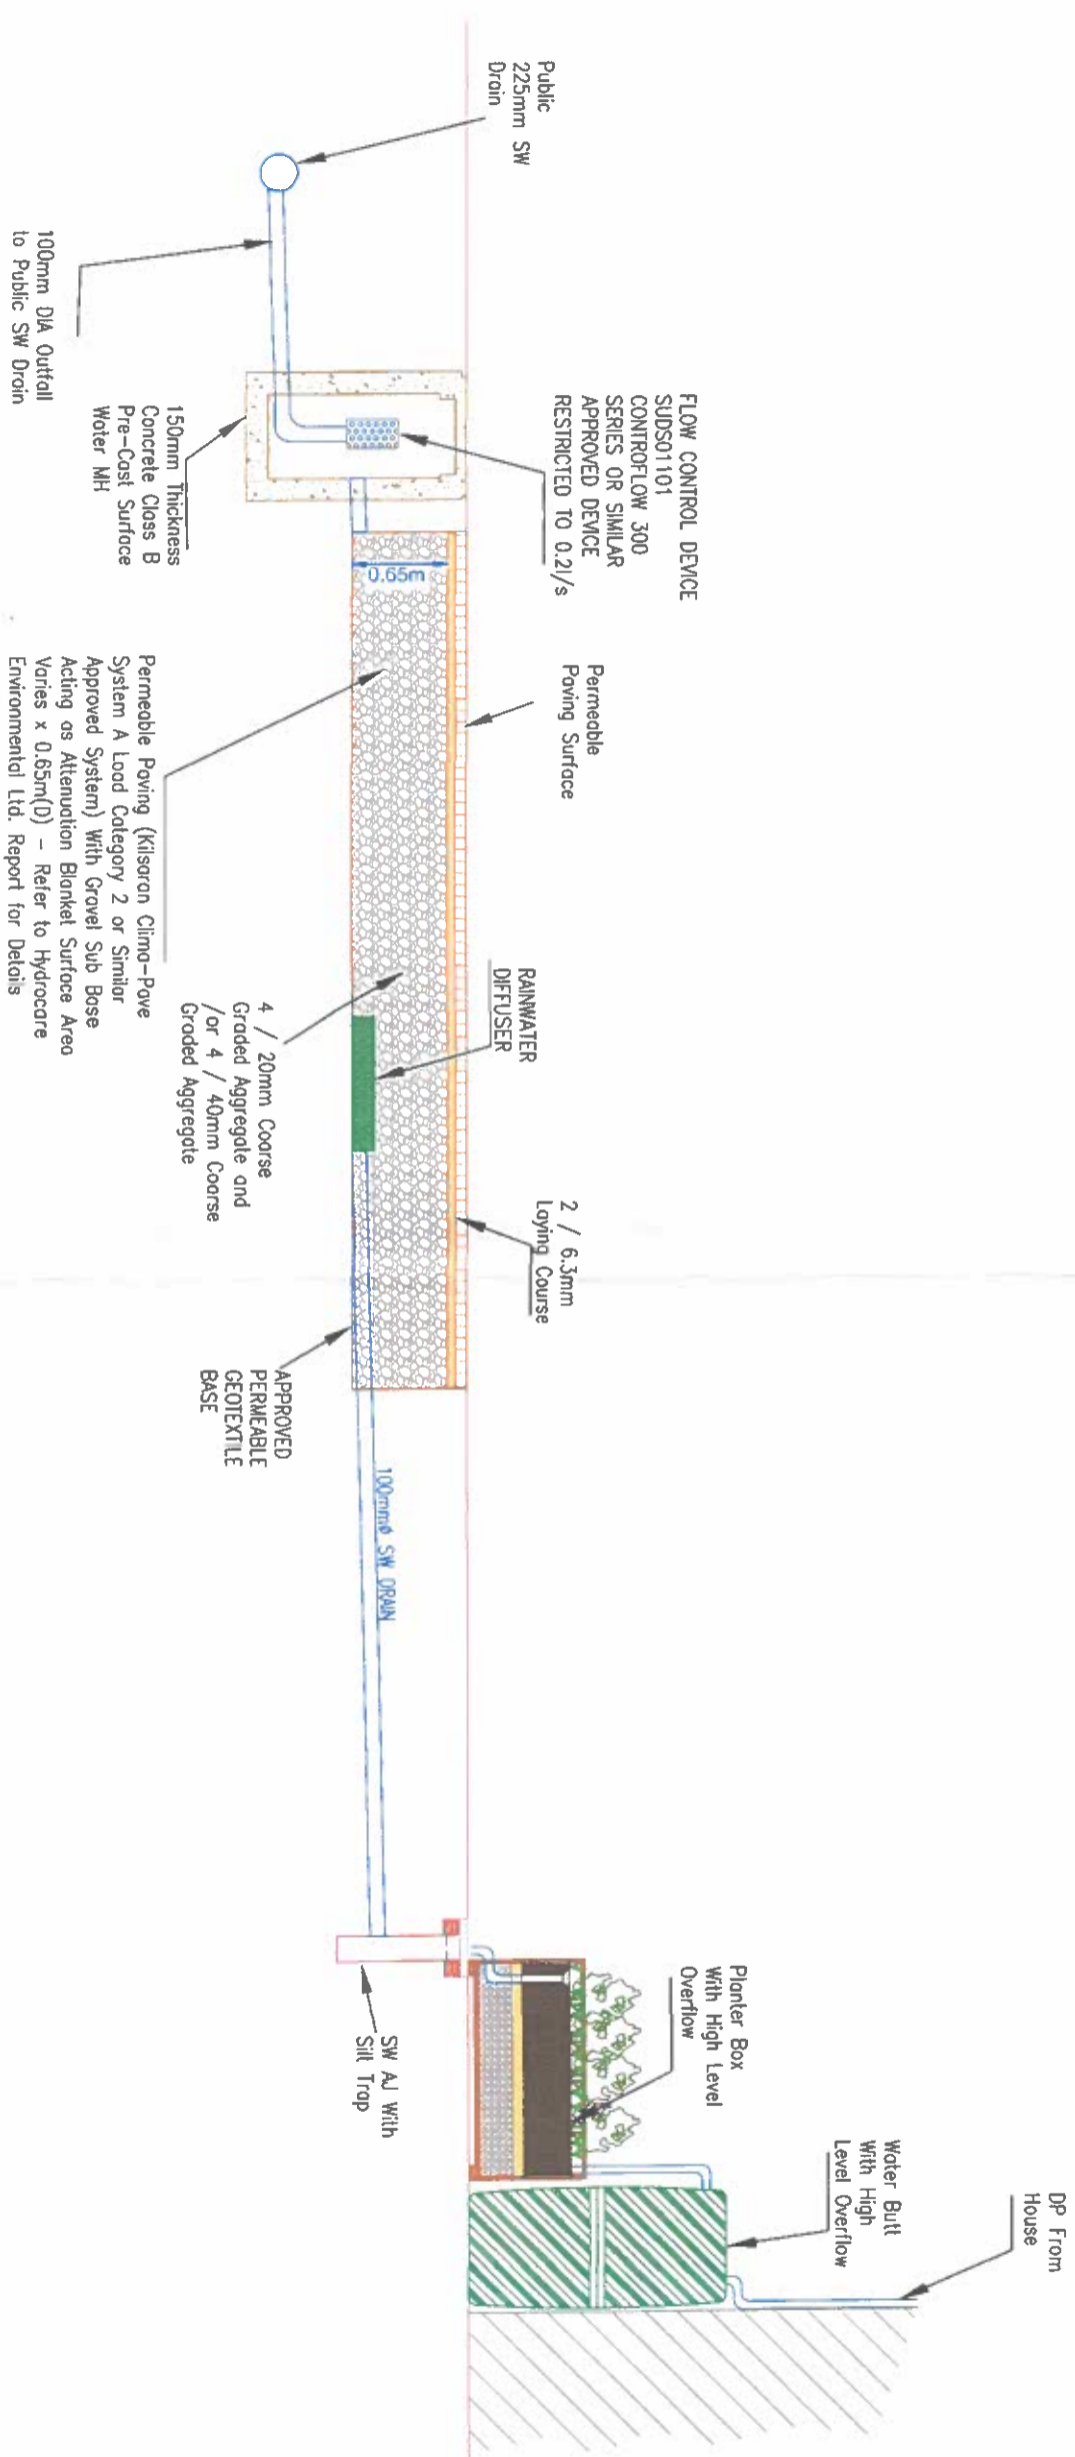 Public
225mm SW
Drain
100mm DIA Outfall
to Public SW Drain
FLOW CONTROL DEVICE
SUDS01101
CONTROFLOW 300
SERIES OR SIMILAR
APPROVED DEVICE
RESTRICTED TO 0.2l/s
150mm Thickness
Concrete Class B
Pre-Cast Surface
Water MH
0.65m
Permeable
Paving Surface
Permeable Paving (Kilsaran Clima-Pave
System A Load Category 2 or Similar
Approved System) With Gravel Sub Base
Acting as Attenuation Blanket Surface Area
Varies x 0.65m(D) - Refer to Hydrocare
Environmental Ltd. Report for Details
RAINWATER
DIFFUSER
4 / 20mm Coarse
Graded Aggregate and
/or 4 / 40mm Coarse
Graded Aggregate
2 / 6.3mm
Laying Course
APPROVED
PERMEABLE
GEOTEXTILE
BASE
100mmø SW DRAIN
SW AJ With
Silt Trap
Planter Box
With High Level
Overflow
Water Butt
With High
Level Overflow
DP From
House